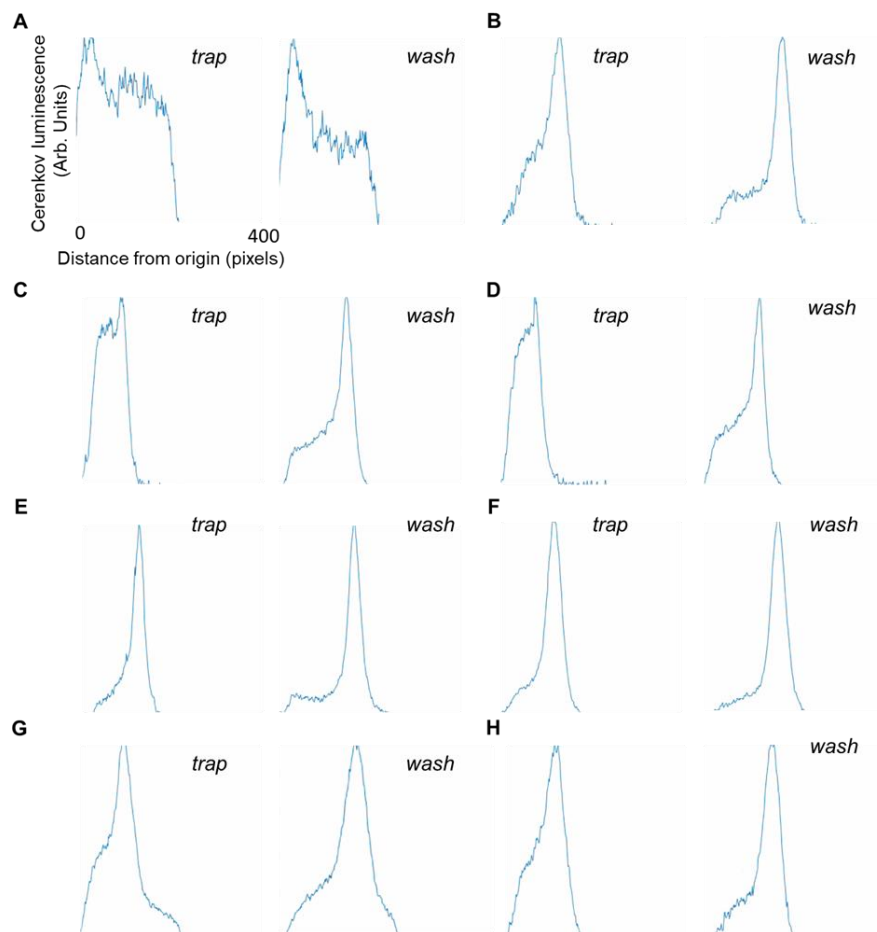 A
B
Cerenkov luminescence
(Arb. Units)
trap
wash
trap
wash
0
400
Distance from origin (pixels)
C
D
trap
wash
trap
wash
E
F
trap
wash
trap
wash
G
H
trap
wash
wash